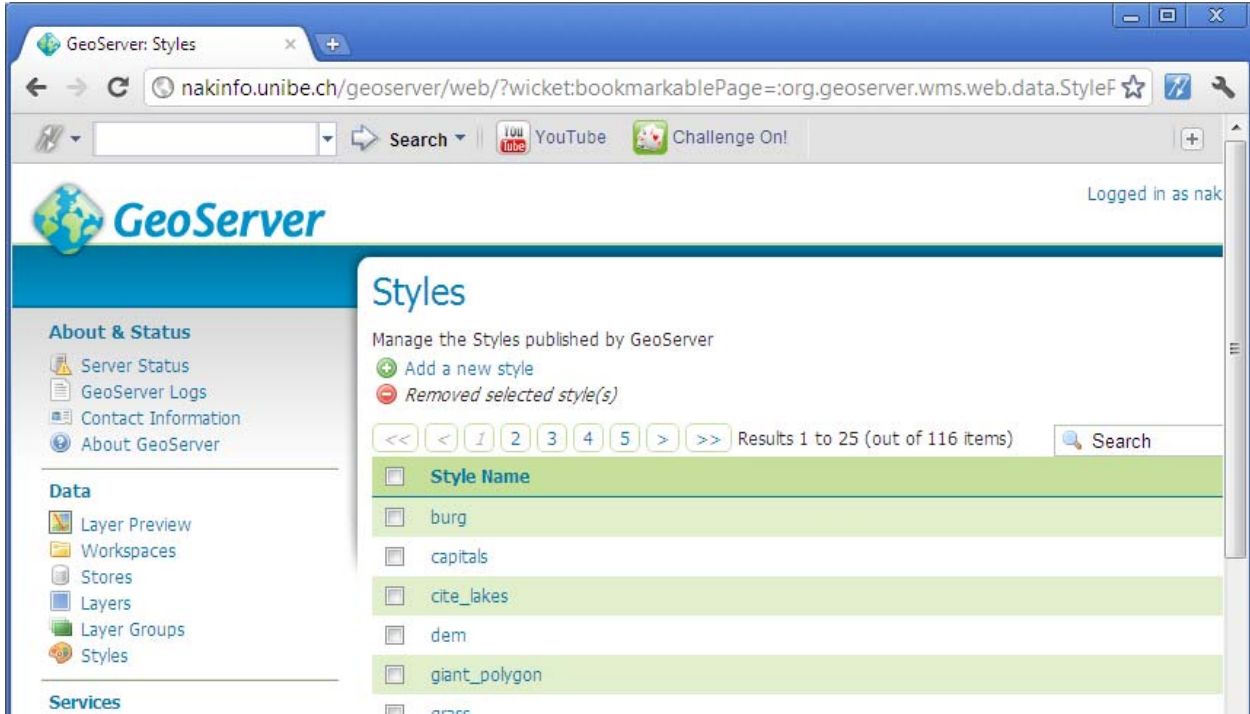 GeoServer: Styles
nakinfo.unibe.ch/geoserver/web/?wicket:bookmarkablePage=:org.geoserver.wms.web.data.StyleF
Search
You
Tube
YouTube
Challenge On!
GeoServer
Logged in as nak
Styles
Manage the Styles published by GeoServer
Add a new style
Removed selected style(s)
<< < 1 2 3 4 5 > >> Results 1 to 25 (out of 116 items)
Search
Style Name
burg
capitals
cite_lakes
dem
giant_polygon
grass
About & Status
Server Status
GeoServer Logs
Contact Information
About GeoServer
Data
Layer Preview
Workspaces
Stores
Layers
Layer Groups
Styles
Services